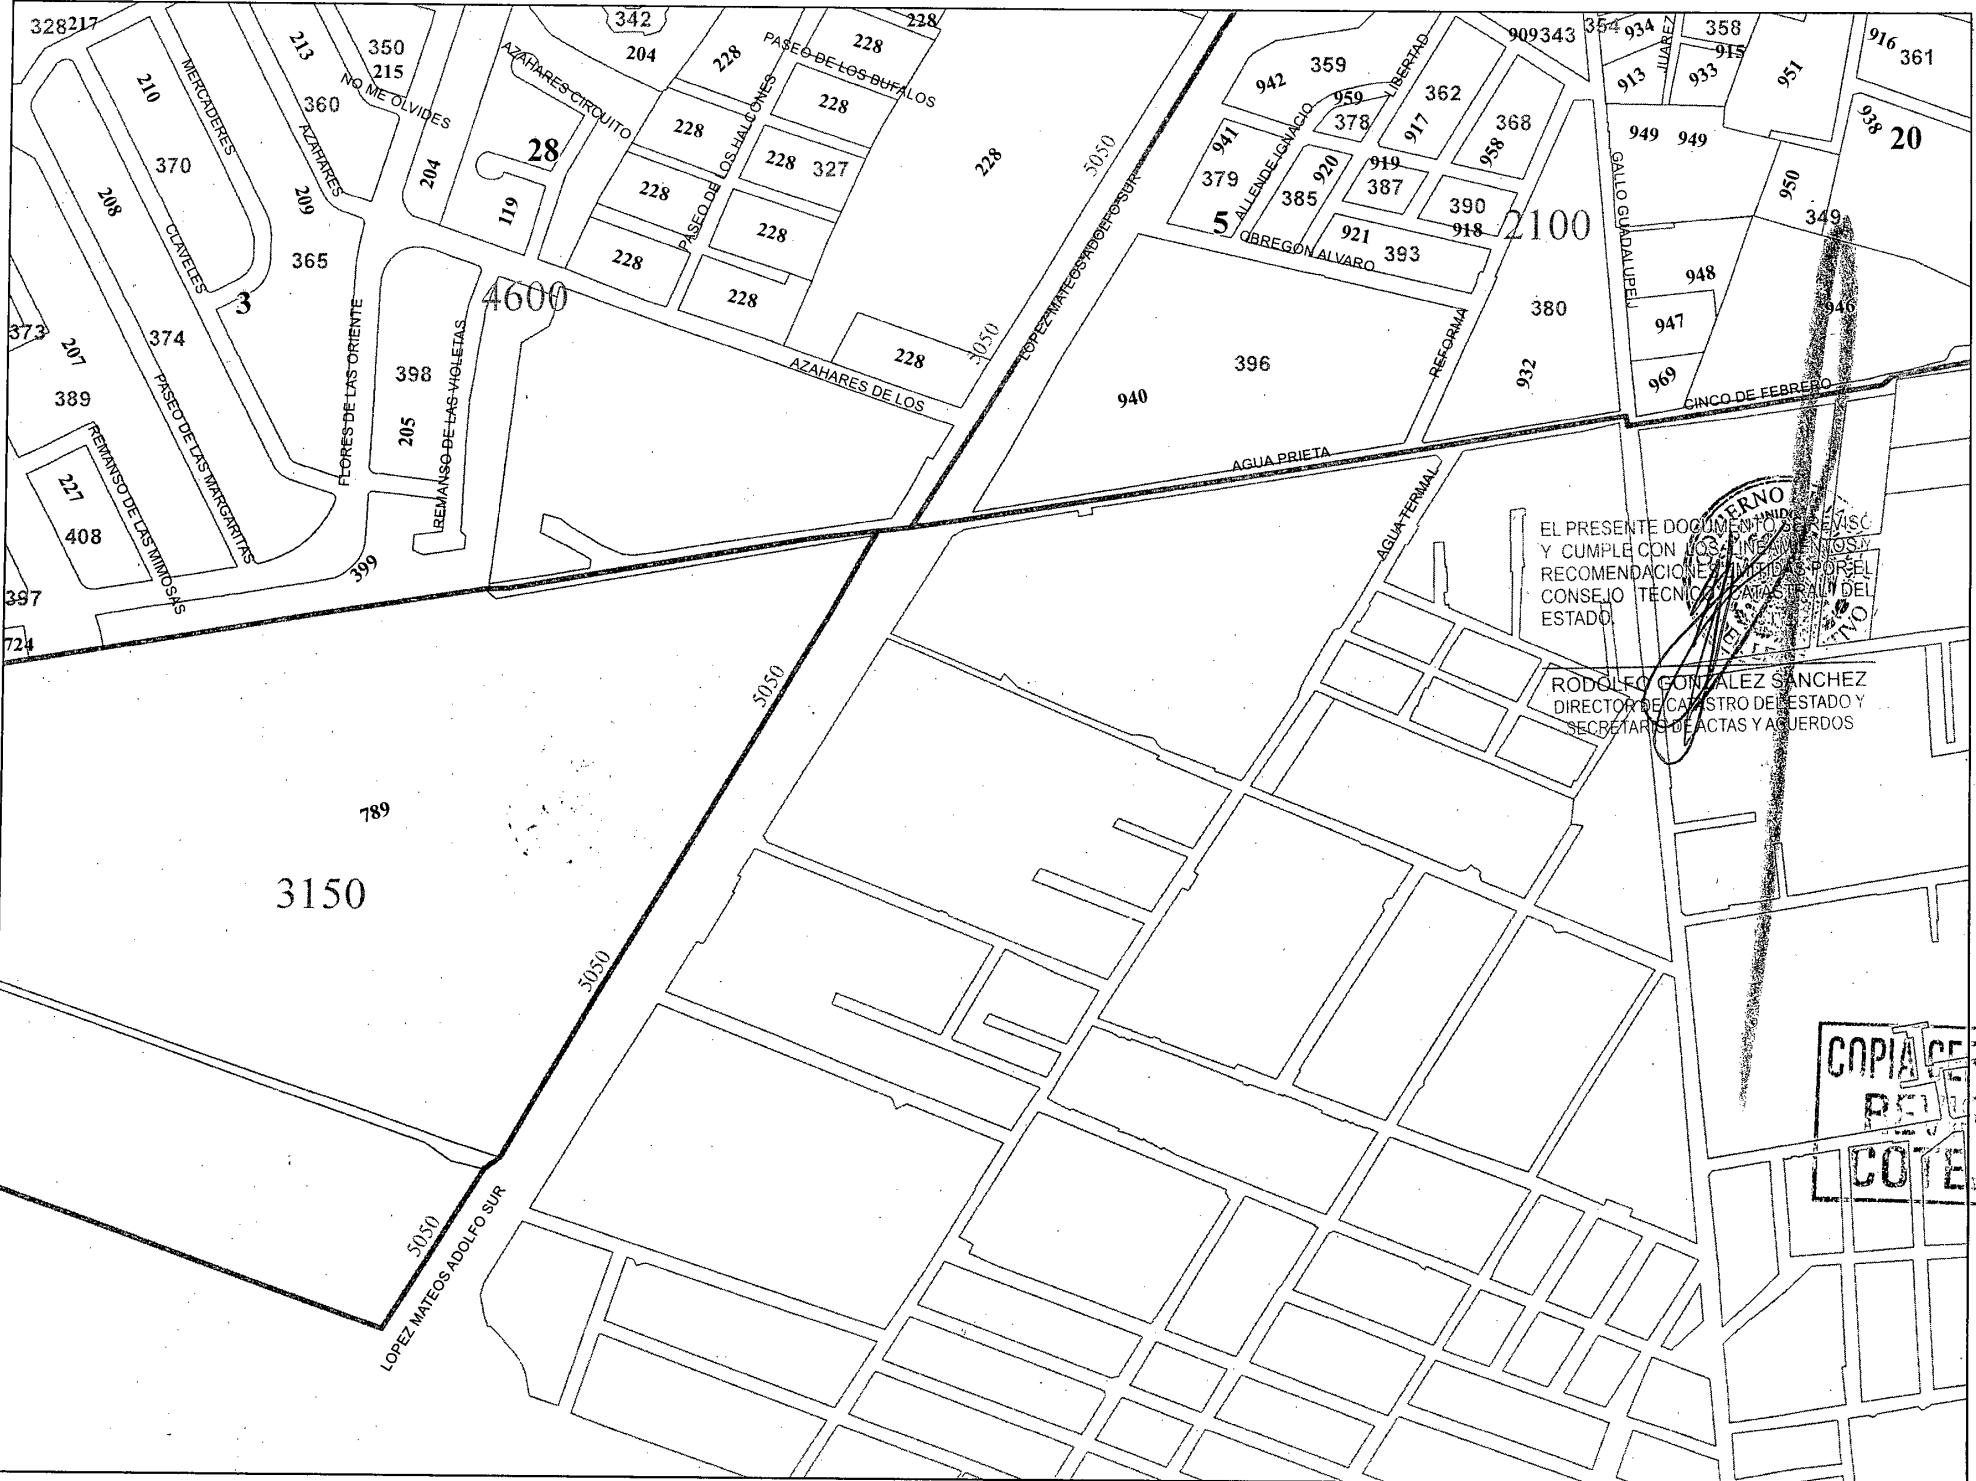 328
217
210
MERCADERES
213
350
215
NO ME OLVIDES
360
AZAHARES
370
208
209
CLAVELES
365
3
373
207
374
389
PASEO DE LAS MARGARITAS
REMANSO DE LAS MIMOSAS
227
408
397
724
399
FLORES DE LAS ORIENTE
398
205
REMANSO DE LAS VIOLETAS
4600
204
AZAHARES CIRCUITO
28
119
342
204
228
PASEO DE LOS BUFALOS
228
228
228
228
PASEO DE LOS HALCONES
228
327
228
228
228
228
228
228
228
AZAHARES DE LOS
5050
5050
LOPEZ MATEOS ADOLFO SUR
942
359
959
378
LIBERTAD
362
917
368
958
941
379
ALLENDE IGNACIO
920
385
919
387
390
918
5
921
393
OBREGON ALVARO
2100
909
343
354
934
JUAREZ
358
915
913
933
951
916
361
938
20
949
949
950
349
GALLO GUADALUPE J
948
946
947
969
380
932
REFORMA
396
940
CINCO DE FEBRERO
AGUA PRIETA
AGUA TERMAL
EL PRESENTE DOCUMENTO SE REVISÓ
Y CUMPLE CON LOS LINEAMIENTOS Y
RECOMENDACIONES EMITIDAS POR EL
CONSEJO TÉCNICO CATASTRAL DEL
ESTADO.
RODOLFO GONZÁLEZ SÁNCHEZ
DIRECTOR DE CATASTRO DEL ESTADO Y
SECRETARIO DE ACTAS Y ACUERDOS
5050
789
3150
5050
5050
LOPEZ MATEOS ADOLFO SUR
COPIA CE
COTE